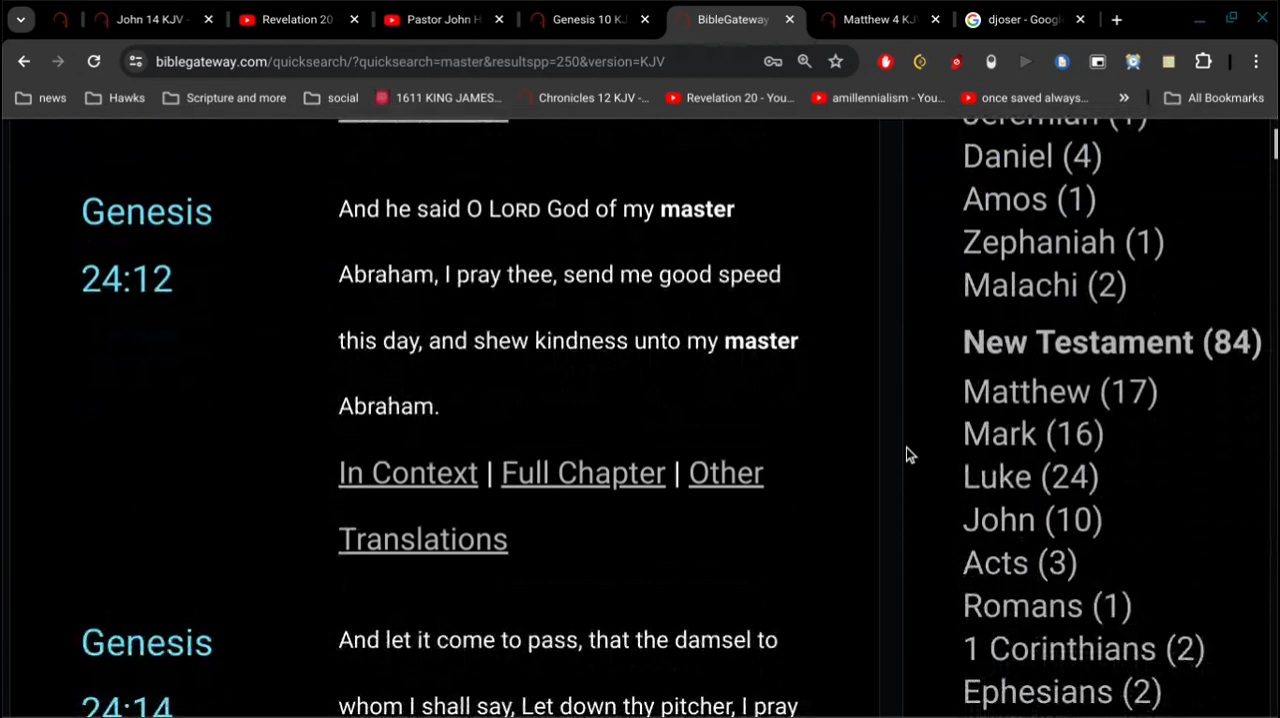 John 14 KJV
Revelation 20
Pastor John H
Genesis 10 KJ
BibleGateway
Matthew 4 KJ
djoser - Goog
biblegateway.com/quicksearch/?quicksearch=master&resultspp=250&version=KJV
news
Hawks
Scripture and more
social
1611 KING JAMES...
Chronicles 12 KJV -...
Revelation 20 - You...
amillennialism - You...
once saved always...
All Bookmarks
Genesis
24:12
And he said O LORD God of my master
Abraham, I pray thee, send me good speed
this day, and shew kindness unto my master
Abraham.
In Context | Full Chapter | Other
Translations
Genesis
24:14
And let it come to pass, that the damsel to
whom I shall say, Let down thy pitcher, I pray
Jeremiah (1)
Daniel (4)
Amos (1)
Zephaniah (1)
Malachi (2)
New Testament (84)
Matthew (17)
Mark (16)
Luke (24)
John (10)
Acts (3)
Romans (1)
1 Corinthians (2)
Ephesians (2)